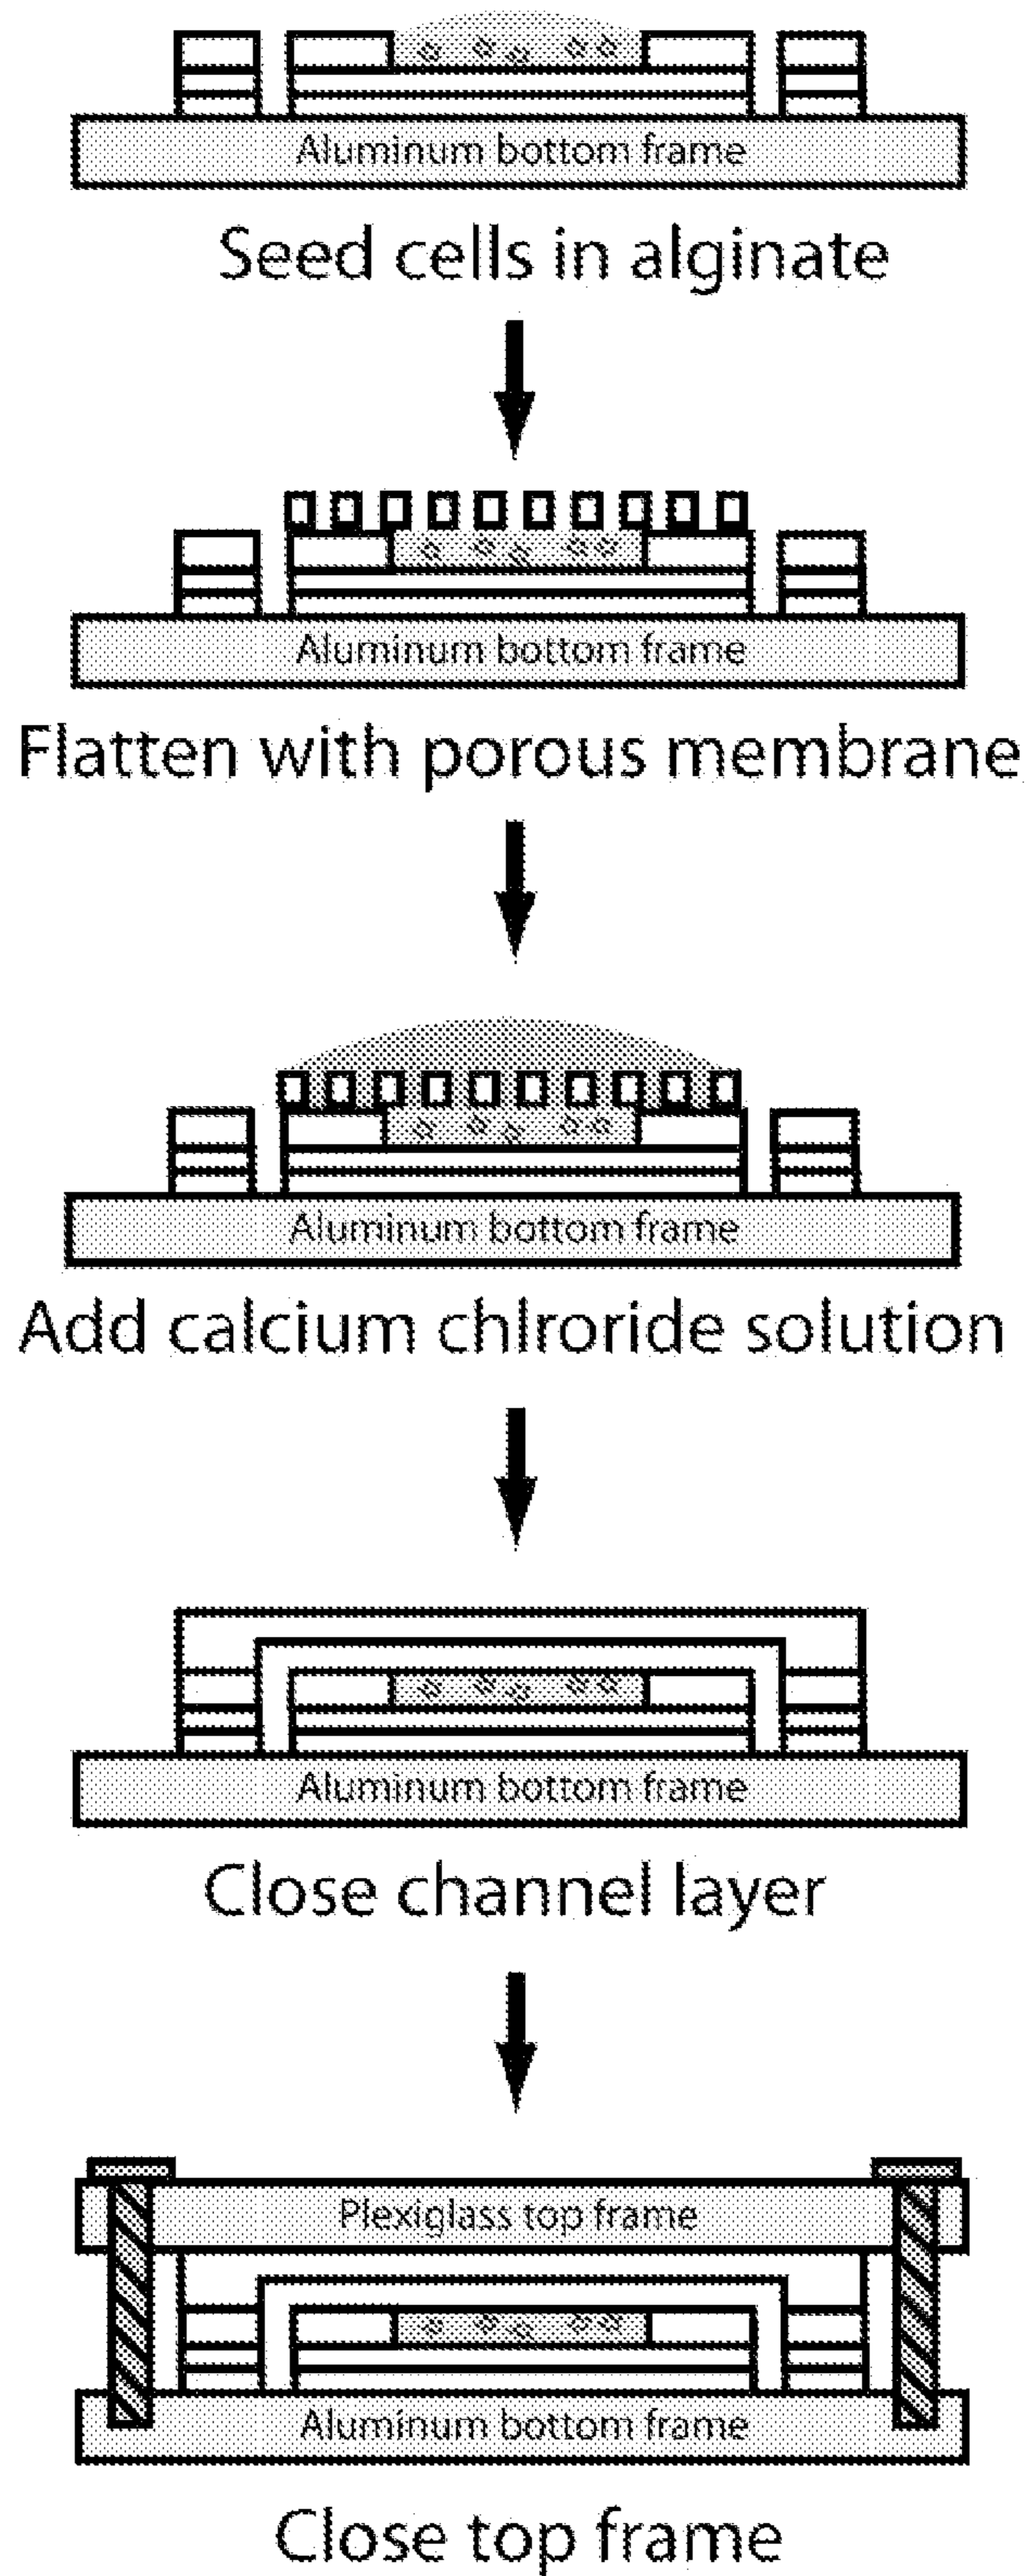 Aluminum bottom frame
Seed cells in alginate
Aluminum bottom frame
Flatten with porous membrane
Aluminum bottom frame
Add calcium chlroride solution
Aluminum bottom frame
Close channel layer
Plexiglass top frame
Aluminum bottom frame
Close top frame